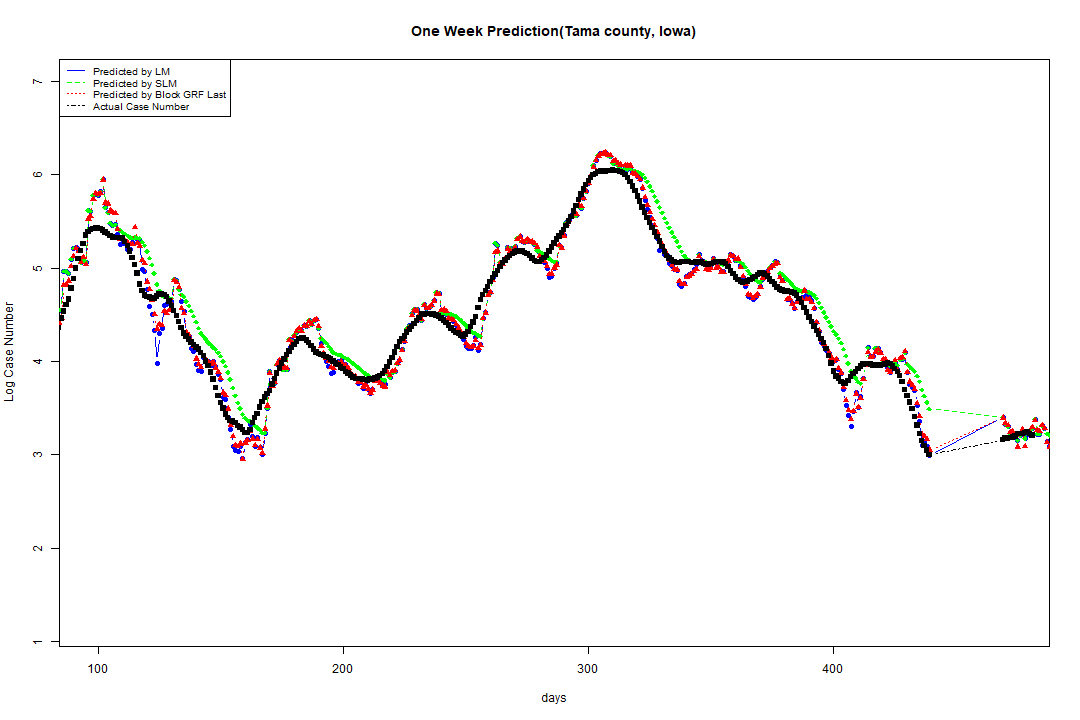 One Week Prediction(Tama county, Iowa)
Predicted by LM
Predicted by SLM
Predicted by Block GRF Last
Actual Case Number
7
6
5
4
3
2
1
Log Case Number
100 200 300 400
days